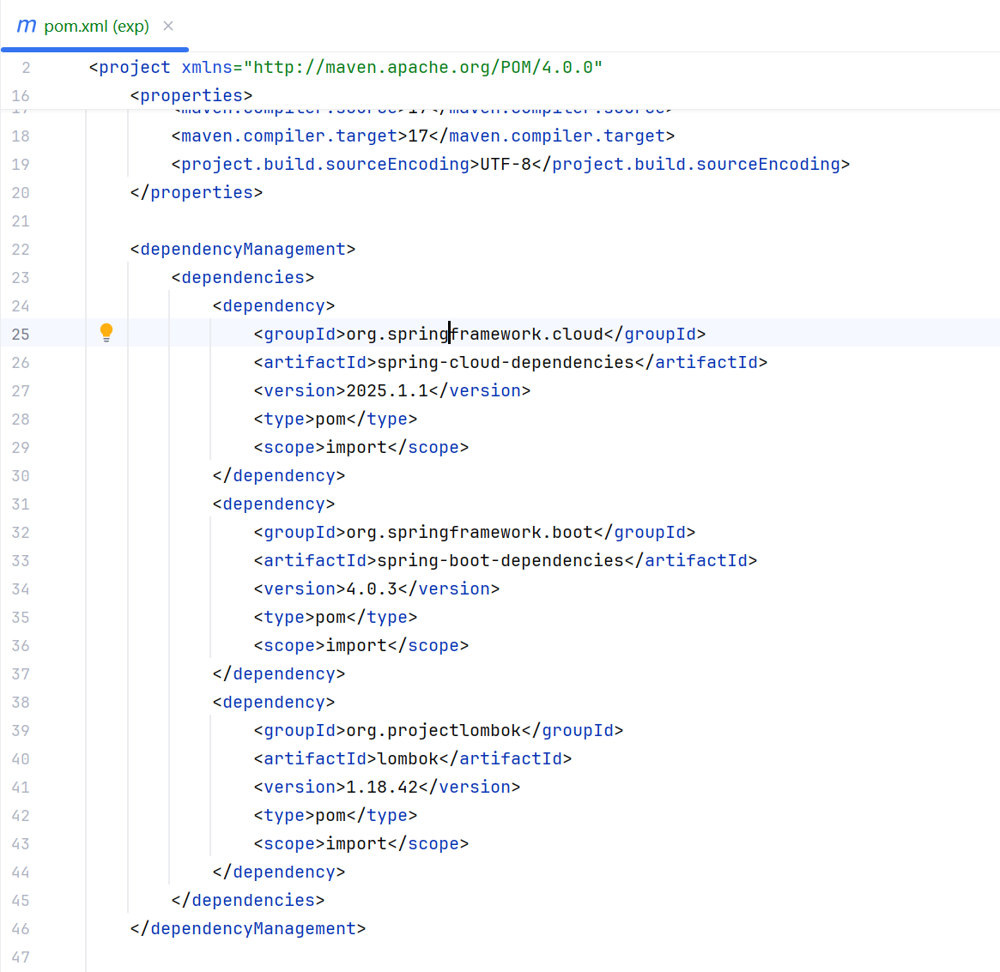 m pom.xml (exp) ×
2 <project xmlns="http://maven.apache.org/POM/4.0.0"
16 <properties>
17 <maven.compiler.source>17</maven.compiler.source>
18 <maven.compiler.target>17</maven.compiler.target>
19 <project.build.sourceEncoding>UTF-8</project.build.sourceEncoding>
20 </properties>
21
22 <dependencyManagement>
23 <dependencies>
24 <dependency>
25 <groupId>org.springframework.cloud</groupId>
26 <artifactId>spring-cloud-dependencies</artifactId>
27 <version>2025.1.1</version>
28 <type>pom</type>
29 <scope>import</scope>
30 </dependency>
31 <dependency>
32 <groupId>org.springframework.boot</groupId>
33 <artifactId>spring-boot-dependencies</artifactId>
34 <version>4.0.3</version>
35 <type>pom</type>
36 <scope>import</scope>
37 </dependency>
38 <dependency>
39 <groupId>org.projectlombok</groupId>
40 <artifactId>lombok</artifactId>
41 <version>1.18.42</version>
42 <type>pom</type>
43 <scope>import</scope>
44 </dependency>
45 </dependencies>
46 </dependencyManagement>
47